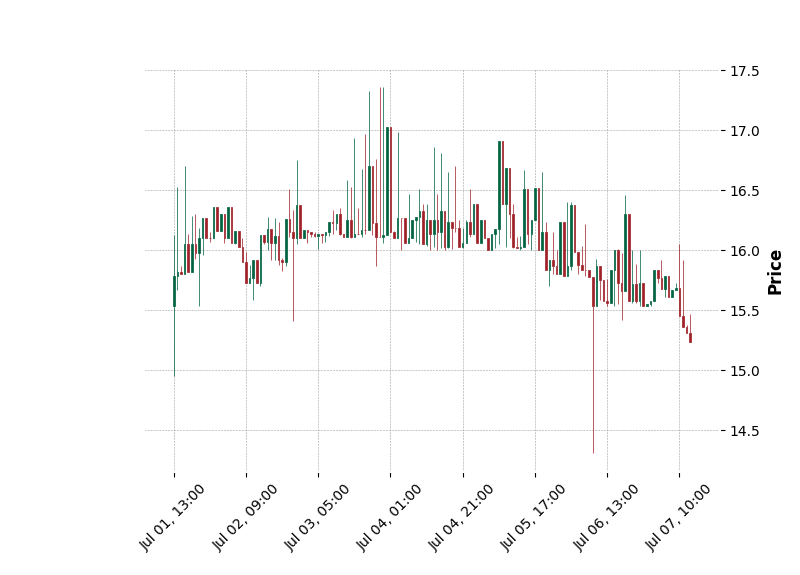 17.5
17.0
16.5
16.0
15.5
15.0
14.5
Price
Jul 01, 13:00
Jul 02, 09:00
Jul 03, 05:00
Jul 04, 01:00
Jul 04, 21:00
Jul 05, 17:00
Jul 06, 13:00
Jul 07, 10:00